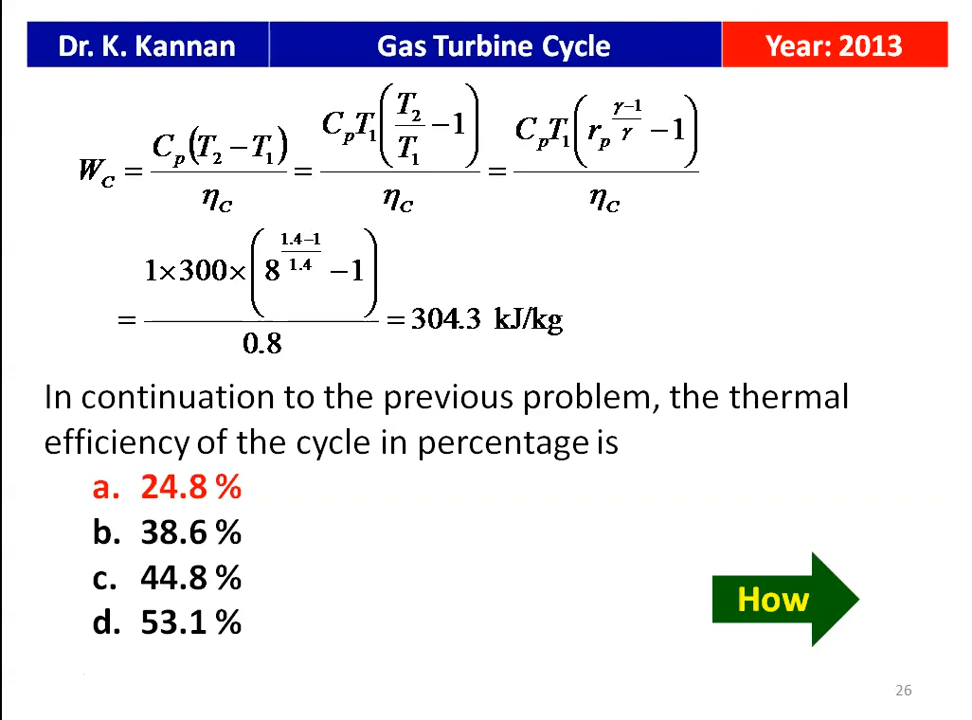 Dr. K. Kannan Gas Turbine Cycle Year: 2013
W_C = C_p(T_2 − T_1) / η_C = C_pT_1(T_2/T_1 − 1) / η_C = C_pT_1(r_p^((γ−1)/γ) − 1) / η_C
= 1×300×(8^((1.4−1)/1.4) − 1) / 0.8 = 304.3 kJ/kg
In continuation to the previous problem, the thermal
efficiency of the cycle in percentage is
a. 24.8 %
b. 38.6 %
c. 44.8 %
d. 53.1 %
How
26